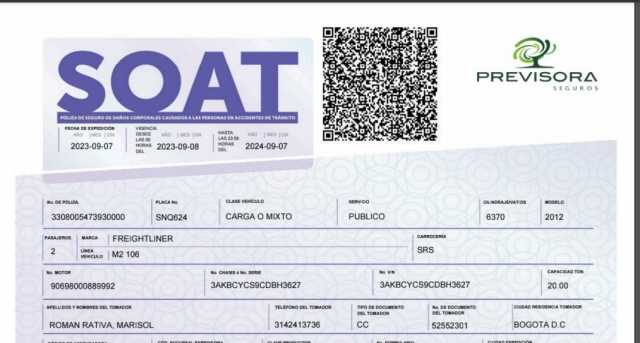 SOAT
PÓLIZA DE SEGURO DE DAÑOS CORPORALES CAUSADOS A LAS PERSONAS EN ACCIDENTES DE TRÁNSITO
FECHA DE EXPEDICIÓN
AÑO | MES | DÍA
2023-09-07
VIGENCIA DESDE LAS 00 HORAS DEL
AÑO | MES | DÍA
2023-09-08
HASTA LAS 23:59 HORAS DEL
AÑO | MES | DÍA
2024-09-07
PREVISORA
SEGUROS
No. DE PÓLIZA. PLACA No. CLASE VEHÍCULO SERVICIO CILINDRAJE/VATIOS MODELO
3308005473930000 SNQ624 CARGA O MIXTO PUBLICO 6370 2012
PASAJEROS MARCA FREIGHTLINER CARROCERÍA
2 LÍNEA VEHÍCULO M2 106 SRS
No. MOTOR No. CHASIS ó No. SERIE No. VIN CAPACIDAD TON
90698000889992 3AKBCYCS9CDBH3627 3AKBCYCS9CDBH3627 20.00
APELLIDOS Y NOMBRES DEL TOMADOR TELÉFONO DEL TOMADOR TIPO DE DOCUMENTO DEL TOMADOR No. DE DOCUMENTO DEL TOMADOR CIUDAD RESIDENCIA TOMADOR
ROMAN RATIVA, MARISOL 3142413736 CC 52552301 BOGOTA D.C